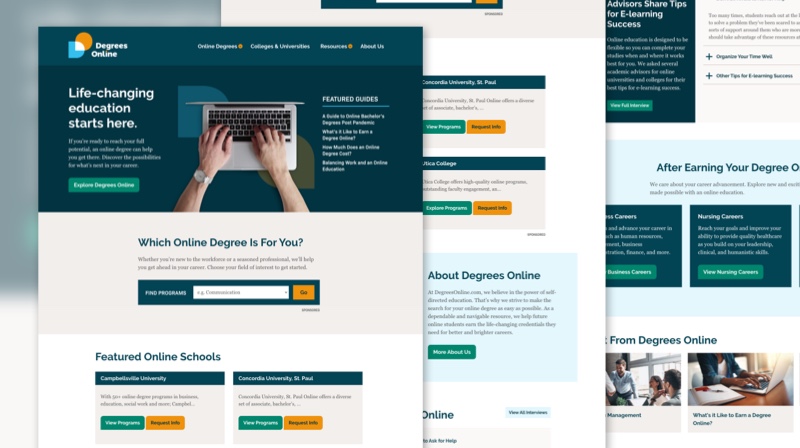 Degrees
Online
Online Degrees
Colleges & Universities
Resources
About Us
Life-changing
education
starts here.
If you're ready to reach your full
potential, an online degree can help
you get there. Discover the possibilities
for what's next in your career.
Explore Degrees Online
FEATURED GUIDES
A Guide to Online Bachelor's
Degrees Post Pandemic
What's it Like to Earn a
Degree Online?
How Much Does an Online
Degree Cost?
Balancing Work and an Online
Education
Which Online Degree Is For You?
Whether you're new to the workforce or a seasoned professional, we'll help
you get ahead in your career. Choose your field of interest to get started.
FIND PROGRAMS
e.g. Communication
Go
SPONSORED
Featured Online Schools
Campbellsville University
With 50+ online degree programs in business,
education, social work and more; Campbel...
View Programs
Request Info
Concordia University, St. Paul
Concordia University, St. Paul Online offers a diverse
set of associate, bachelor's, ...
View Programs
Request Info
SPONSORED
Concordia University, St. Paul
Concordia University, St. Paul Online offers a diverse
set of associate, bachelor's, ...
View Programs
Request Info
Utica College
Utica College offers high-quality online programs,
outstanding faculty engagement, an...
Explore Programs
Request Info
SPONSORED
About Degrees Online
At DegreesOnline.com, we believe in the power of self-
directed education. That's why we strive to make the
search for your online degree as easy as possible. As a
dependable and navigable resource, we help future
online students earn the life-changing credentials they
need for better and brighter careers.
More About Us
Online
View All Interviews
to Ask for Help
Advisors Share Tips
for E-learning
Success
Online education is designed to be
flexible so you can complete your
studies when and where it works
best for you. We asked several
academic advisors for online
universities and colleges for their
best tips for e-learning success.
View Full Interview
Too many times, students reach out at the
to solve a problem they've been scared to
sorts of support around those who are
should take advantage of these resources
Organize Your Time Well
Other Tips for E-learning Success
After Earning Your Degree O
We care about your career advancement. Explore new and
made possible with an online education.
ess Careers
and advance your career in
such as human resources,
ment, business
tration, finance, and more.
Business Careers
Nursing Careers
Reach your goals and improve your
ability to provide quality healthcare
as you build on your leadership,
clinical, and humanistic skills.
View Nursing Careers
t From Degrees Online
Management
What's it Like to Earn a Degree
Online?